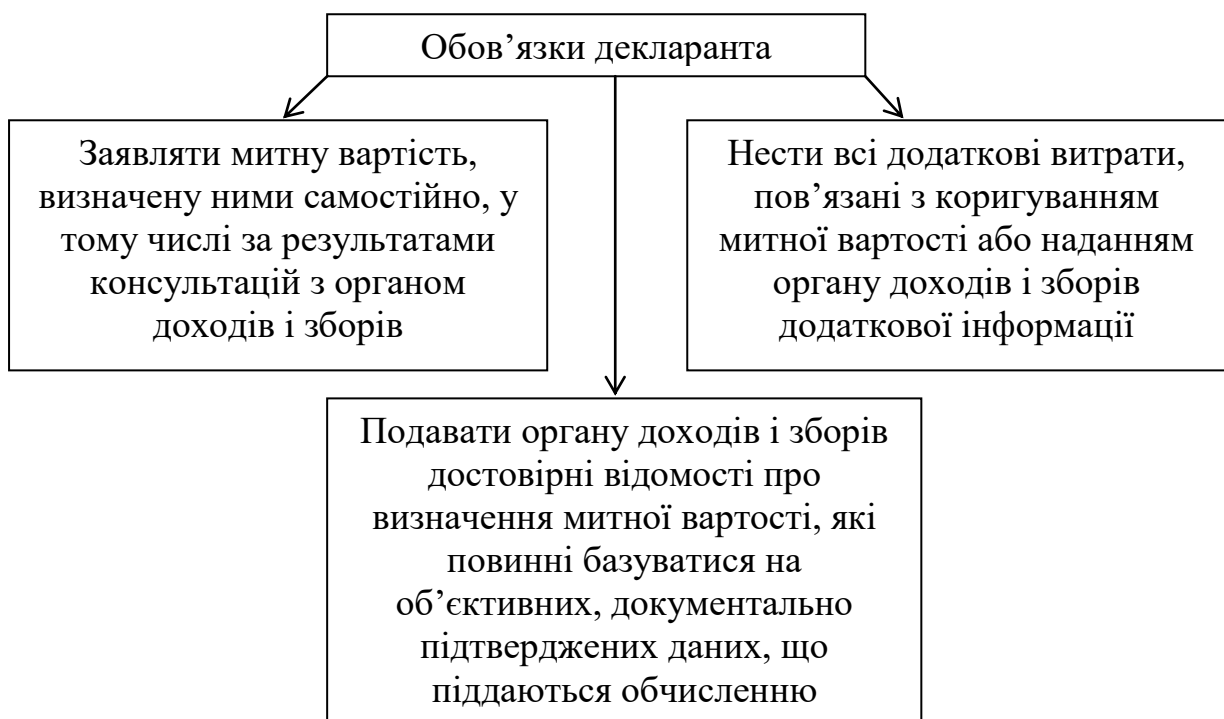 Обов’язки декларанта
Заявляти митну вартість,
визначену ними самостійно, у
тому числі за результатами
консультацій з органом
доходів і зборів
Нести всі додаткові витрати,
пов’язані з коригуванням
митної вартості або наданням
органу доходів і зборів
додаткової інформації
Подавати органу доходів і зборів
достовірні відомості про
визначення митної вартості, які
повинні базуватися на
об’єктивних, документально
підтверджених даних, що
піддаються обчисленню